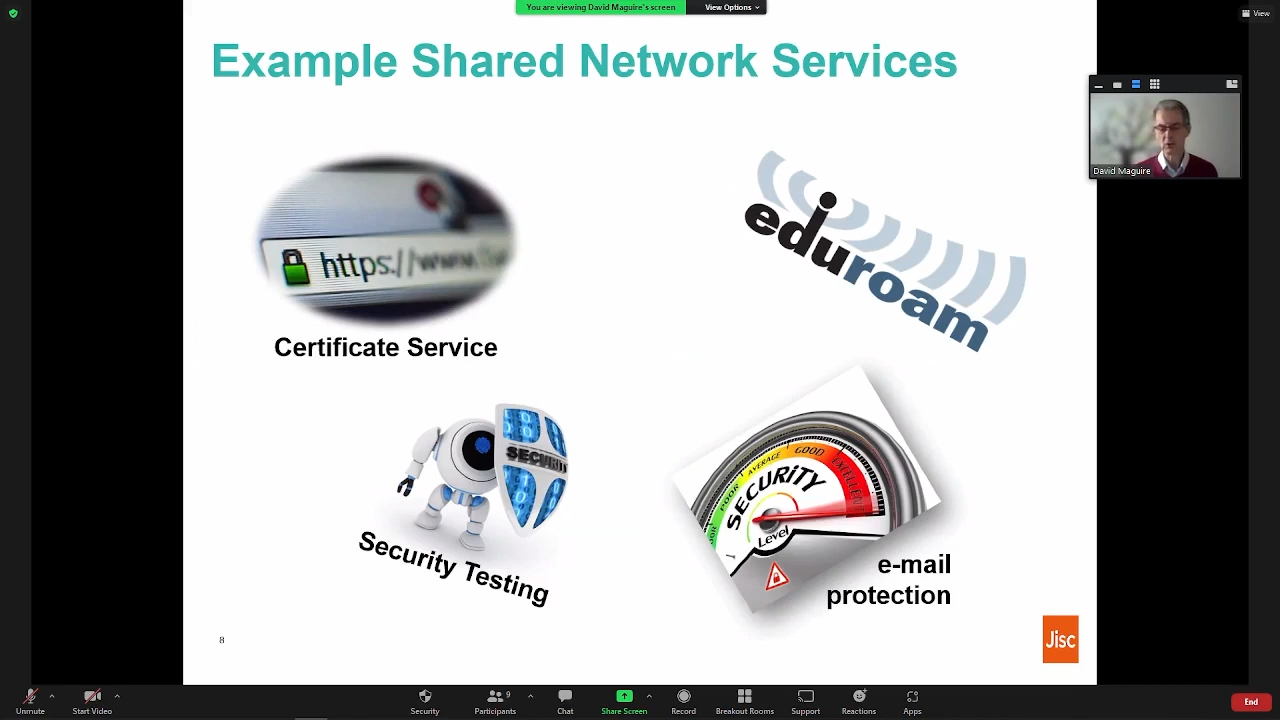 You are viewing David Maguire's screen
View Options
View
Example Shared Network Services
David Maguire
https://www.
eduroam
Certificate Service
SECURITY
POOR
AVERAGE
GOOD
EXCELLENT
SECURiTY
Level
Security Testing
e-mail
protection
8
Jisc
Unmute
Start Video
Security
Participants
9
Chat
Share Screen
Record
Breakout Rooms
Support
Reactions
Apps
End